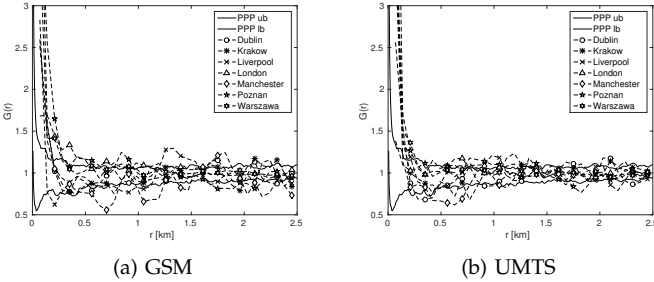 3
2.5
2
1.5
1
0.5
0 0.5 1 1.5 2 2.5
G(r)
r [km]
PPP ub
PPP lb
Dublin
Krakow
Liverpool
London
Manchester
Poznan
Warszawa
(a) GSM
3
2.5
2
1.5
1
0.5
0 0.5 1 1.5 2 2.5
G(r)
r [km]
PPP ub
PPP lb
Dublin
Krakow
Liverpool
London
Manchester
Poznan
Warszawa
(b) UMTS